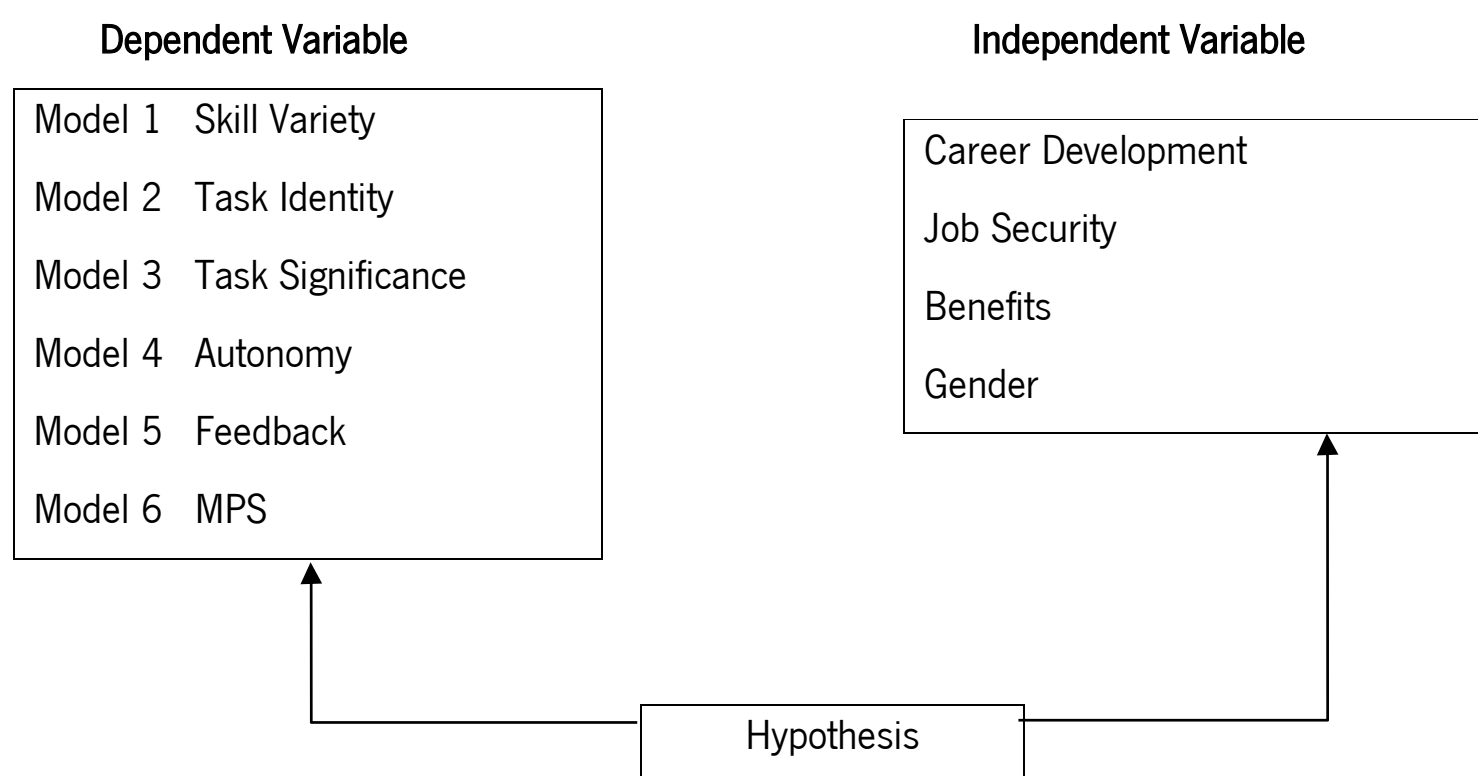 Dependent Variable
Model 1 Skill Variety
Model 2 Task Identity
Model 3 Task Significance
Model 4 Autonomy
Model 5 Feedback
Model 6 MPS
Independent Variable
Career Development
Job Security
Benefits
Gender
Hypothesis